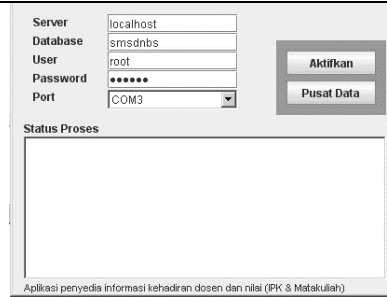 Server localhost
Database smsdnbs
User root
Password ••••••
Port COM3
Aktifkan
Pusat Data
Status Proses
Aplikasi penyedia informasi kehadiran dosen dan nilai (IPK & Matakuliah)